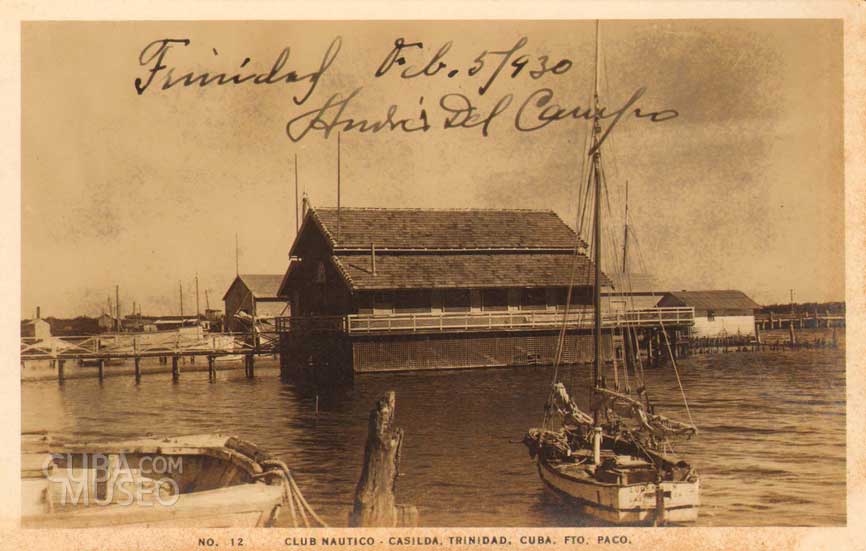 Trinidad Feb. 5/930
Andrés Del Campo
CUBA.COM
MUSEO
NO. 12 CLUB NAUTICO - CASILDA, TRINIDAD, CUBA. FTO. PACO.